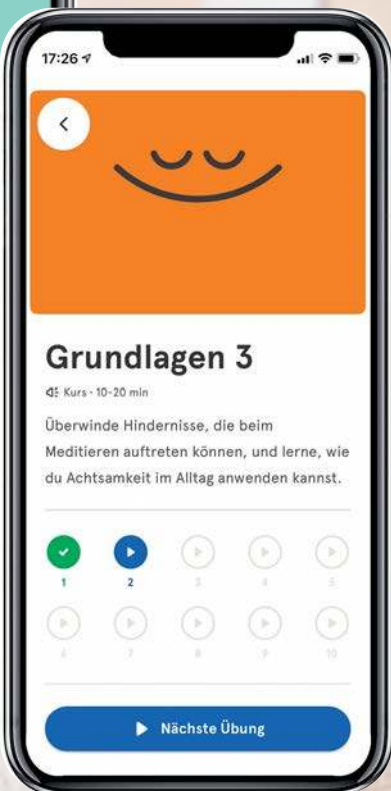 17:26
Grundlagen 3
Kurs · 10-20 min
Überwinde Hindernisse, die beim
Meditieren auftreten können, und lerne, wie
du Achtsamkeit im Alltag anwenden kannst.
1 2 3 4 5
6 7 8 9 10
Nächste Übung